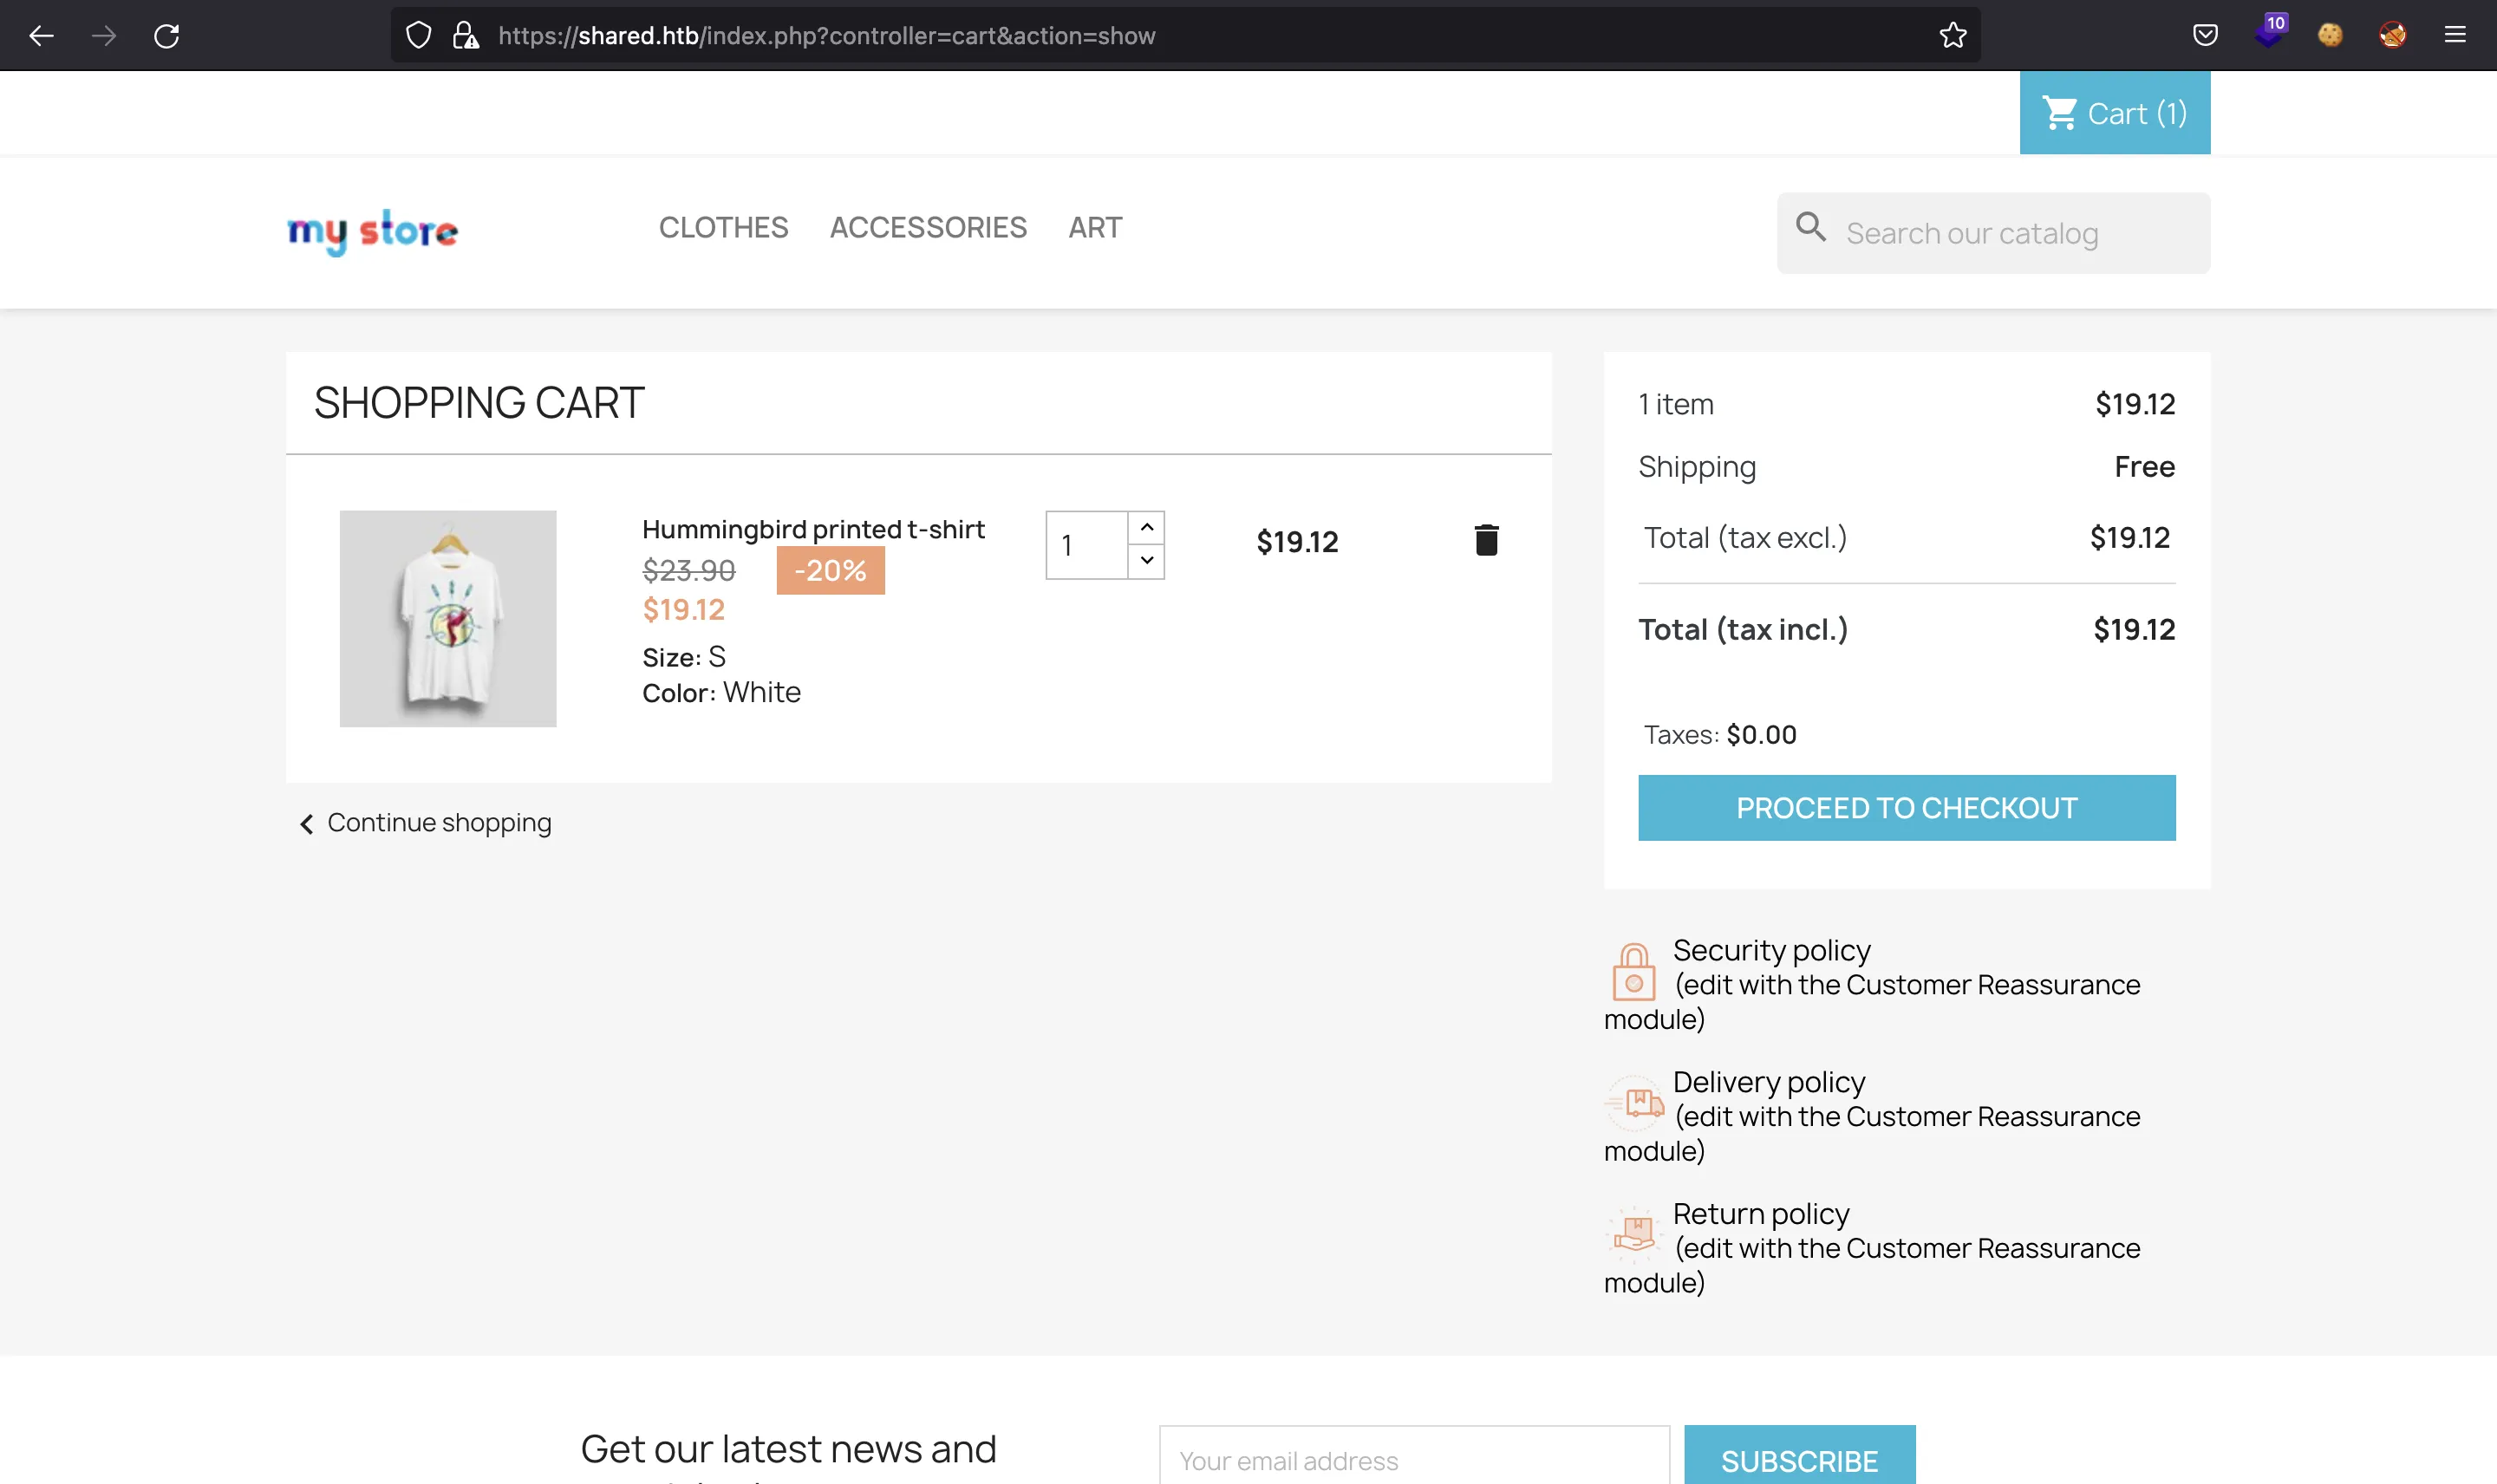 10
https://shared.htb/index.php?controller=cart&action=show
Cart (1)
my store
CLOTHES ACCESSORIES ART
Search our catalog
SHOPPING CART
Hummingbird printed t-shirt
$23.90 -20%
$19.12
Size: S
Color: White
1
$19.12
Continue shopping
1 item $19.12
Shipping Free
Total (tax excl.) $19.12
Total (tax incl.) $19.12
Taxes: $0.00
PROCEED TO CHECKOUT
Security policy
(edit with the Customer Reassurance
module)
Delivery policy
(edit with the Customer Reassurance
module)
Return policy
(edit with the Customer Reassurance
module)
Get our latest news and
Your email address
SUBSCRIBE